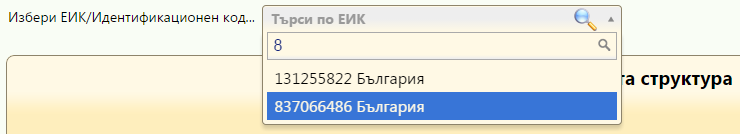 Избери ЕИК/Идентификационен код...
Търси по ЕИК
8
131255822 България
та структура
837066486 България